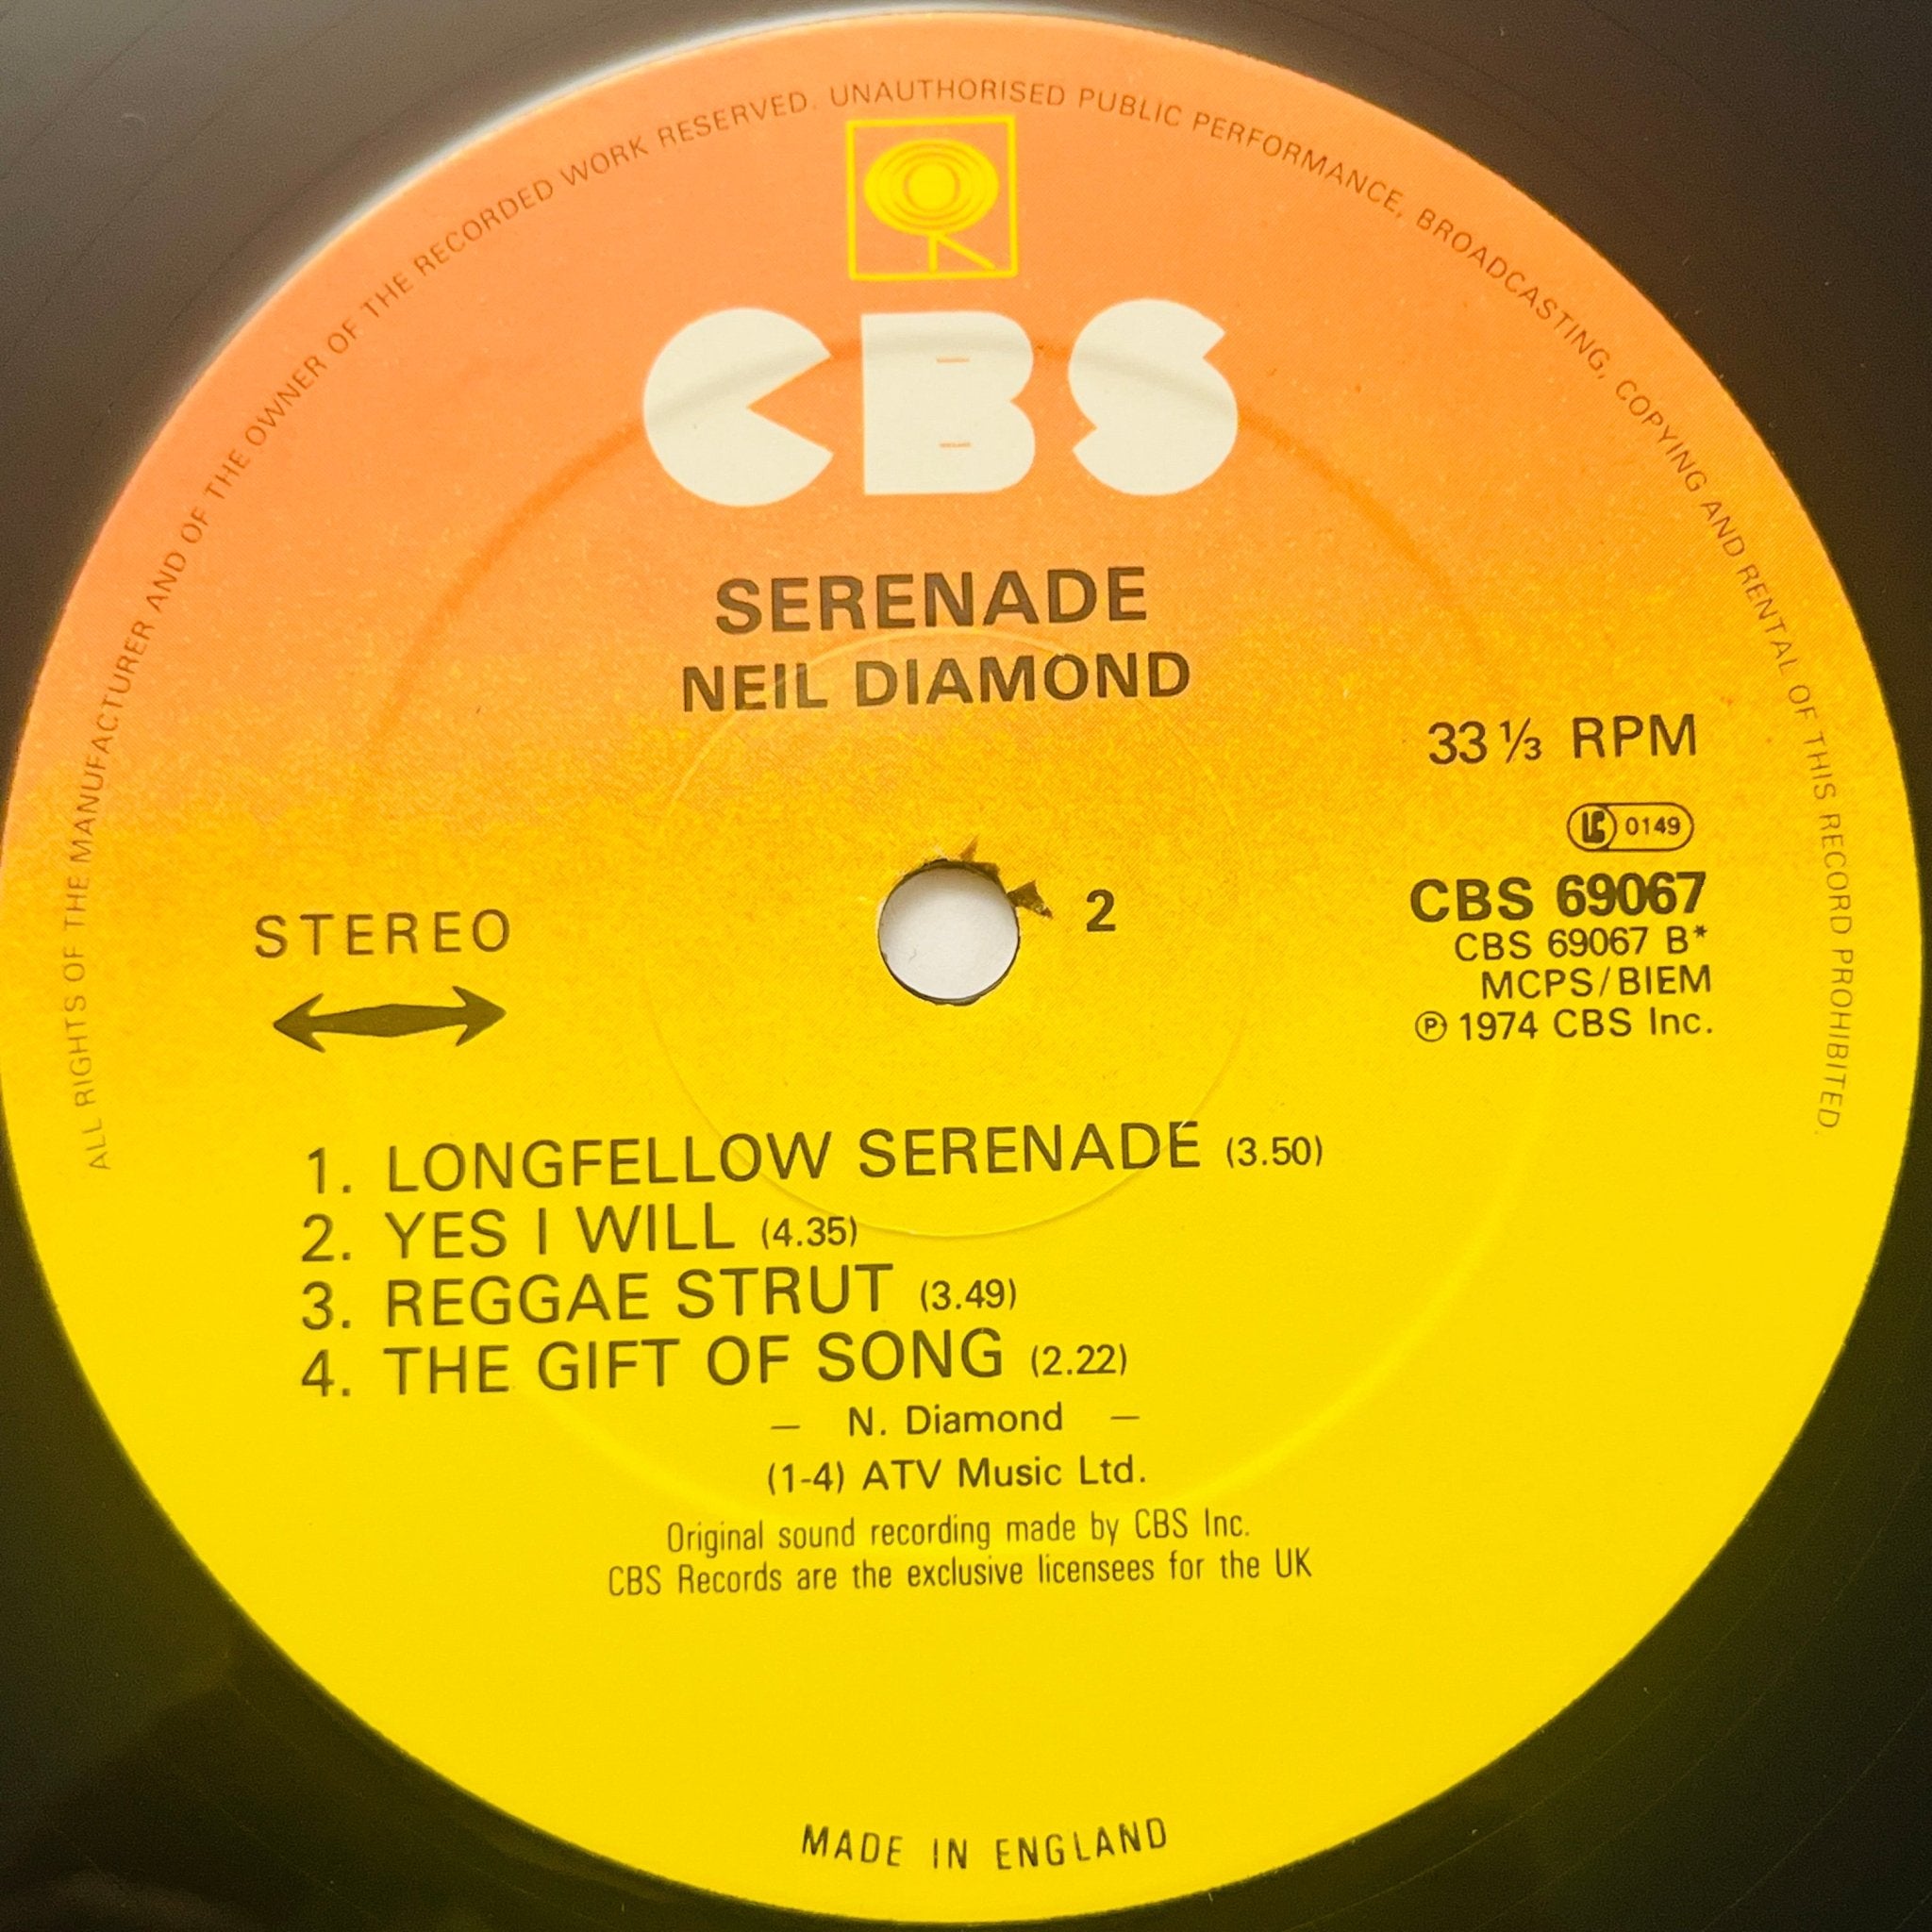 ALL RIGHTS OF THE MANUFACTURER AND OF THE OWNER OF THE RECORDED WORK RESERVED. UNAUTHORISED PUBLIC PERFORMANCE, BROADCASTING, COPYING AND RENTAL OF THIS RECORD PROHIBITED.
CBS
SERENADE
NEIL DIAMOND
33 ⅓ RPM
LC 0149
STEREO
2
CBS 69067
CBS 69067 B*
MCPS/BIEM
℗ 1974 CBS Inc.
1. LONGFELLOW SERENADE (3.50)
2. YES I WILL (4.35)
3. REGGAE STRUT (3.49)
4. THE GIFT OF SONG (2.22)
— N. Diamond —
(1-4) ATV Music Ltd.
Original sound recording made by CBS Inc.
CBS Records are the exclusive licensees for the UK
MADE IN ENGLAND